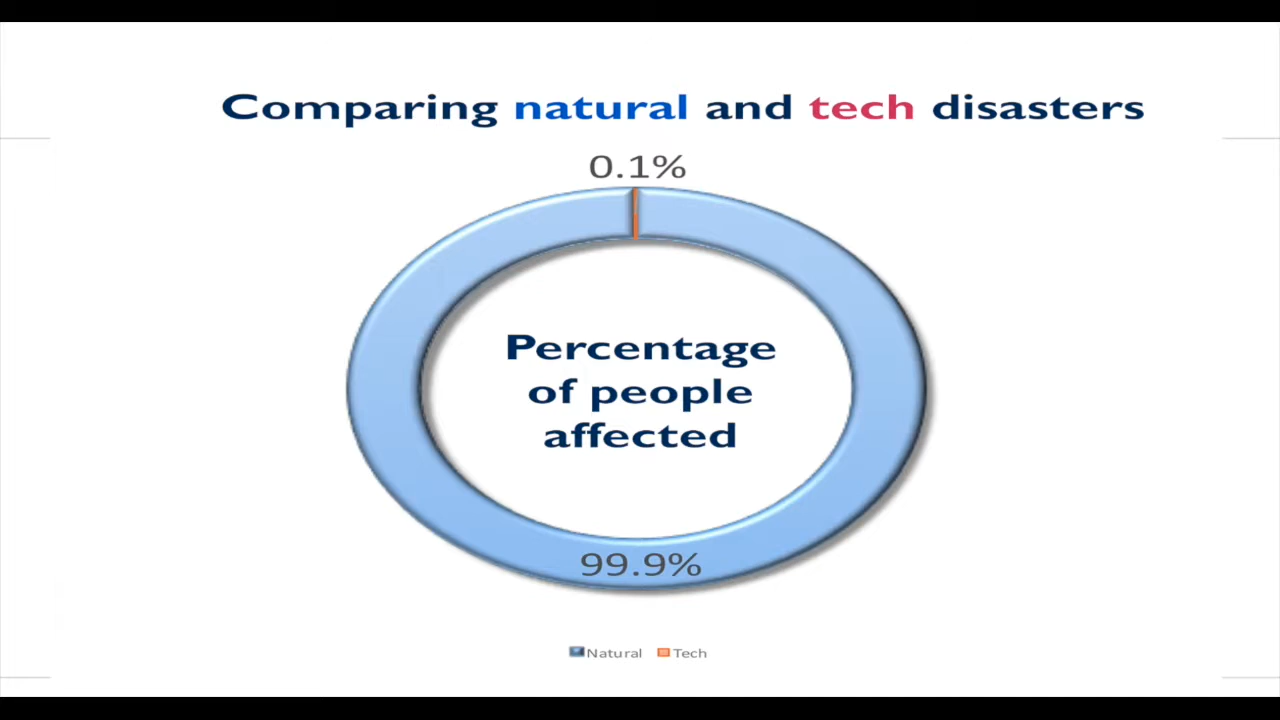 Comparing natural and tech disasters
0.1%
Percentage
of people
affected
99.9%
Natural Tech